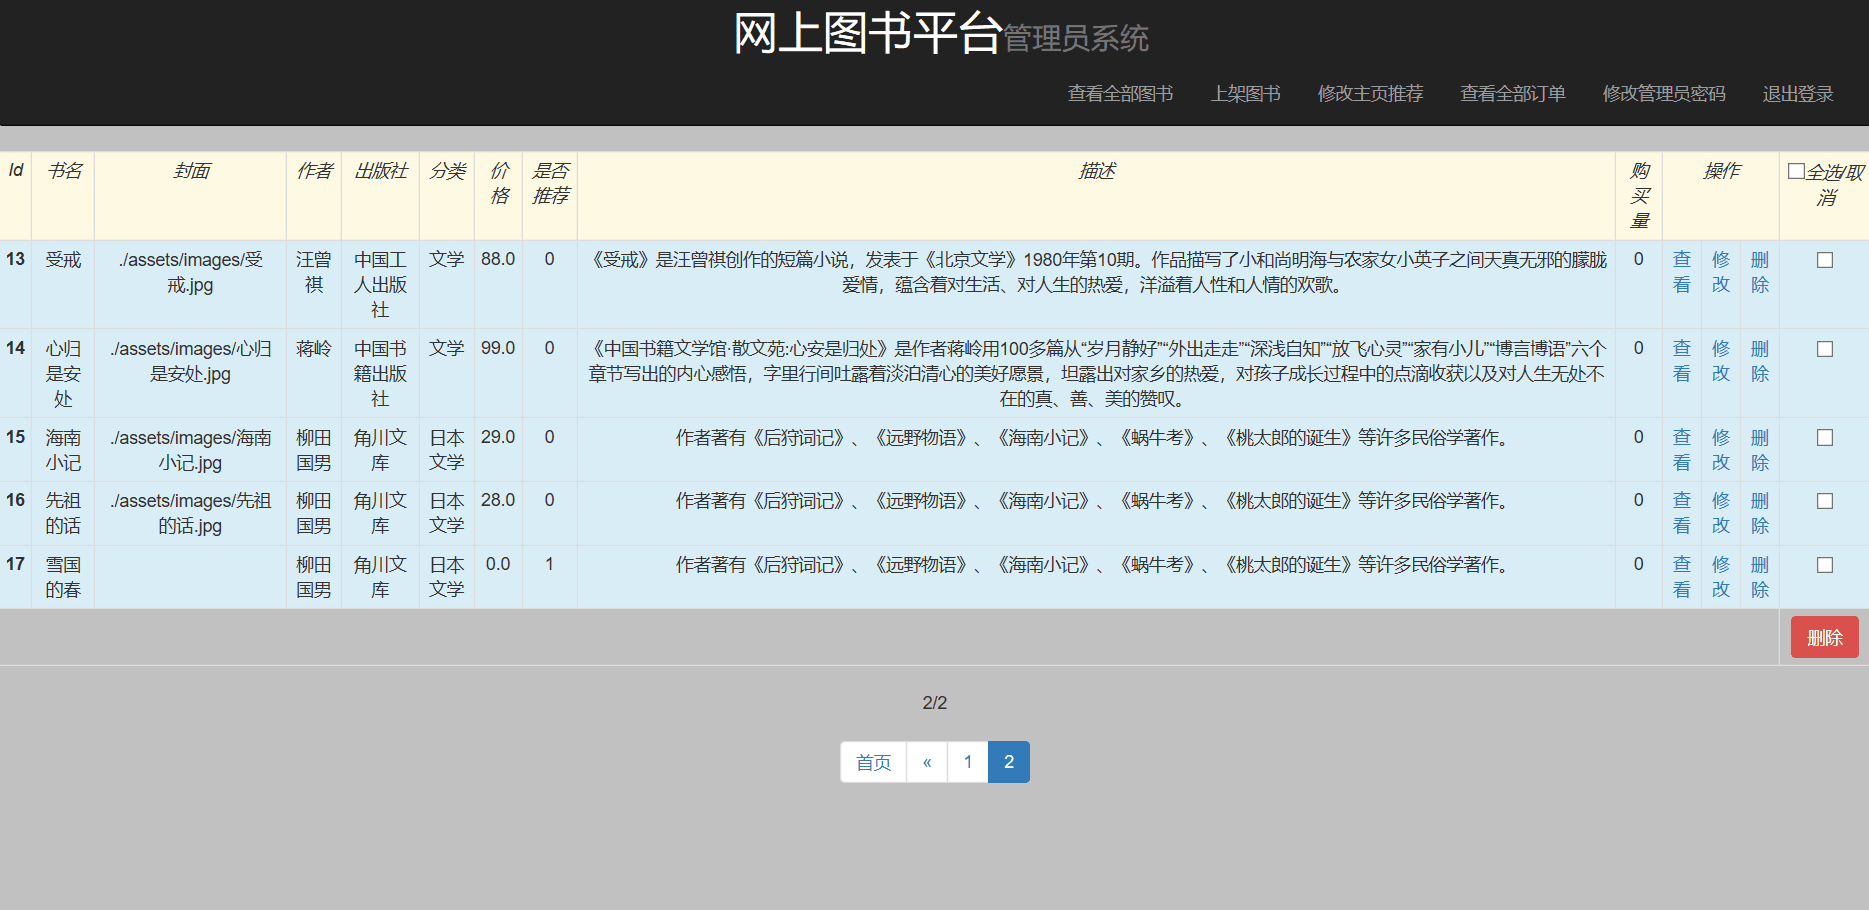 网上图书平台管理员系统
查看全部图书 上架图书 修改主页推荐 查看全部订单 修改管理员密码 退出登录
Id 书名 封面 作者 出版社 分类 价格 是否推荐 描述 购买量 操作 全选/取消
13 受戒 ./assets/images/受戒.jpg 汪曾祺 中国工人出版社 文学 88.0 0 《受戒》是汪曾祺创作的短篇小说，发表于《北京文学》1980年第10期。作品描写了小和尚明海与农家女小英子之间天真无邪的朦胧爱情，蕴含着对生活、对人生的热爱，洋溢着人性和人情的欢歌。 0 查看 修改 删除
14 心归是安处 ./assets/images/心归是安处.jpg 蒋岭 中国书籍出版社 文学 99.0 0 《中国书籍文学馆·散文苑:心安是归处》是作者蒋岭用100多篇从“岁月静好”“外出走走”“深浅自知”“放飞心灵”“家有小儿”“博言博语”六个章节写出的内心感悟，字里行间吐露着淡泊清心的美好愿景，坦露出对家乡的热爱，对孩子成长过程中的点滴收获以及对人生无处不在的真、善、美的赞叹。 0 查看 修改 删除
15 海南小记 ./assets/images/海南小记.jpg 柳田国男 角川文库 日本文学 29.0 0 作者著有《后狩词记》、《远野物语》、《海南小记》、《蜗牛考》、《桃太郎的诞生》等许多民俗学著作。 0 查看 修改 删除
16 先祖的话 ./assets/images/先祖的话.jpg 柳田国男 角川文库 日本文学 28.0 0 作者著有《后狩词记》、《远野物语》、《海南小记》、《蜗牛考》、《桃太郎的诞生》等许多民俗学著作。 0 查看 修改 删除
17 雪国的春 柳田国男 角川文库 日本文学 0.0 1 作者著有《后狩词记》、《远野物语》、《海南小记》、《蜗牛考》、《桃太郎的诞生》等许多民俗学著作。 0 查看 修改 删除
删除
2/2
首页 « 1 2